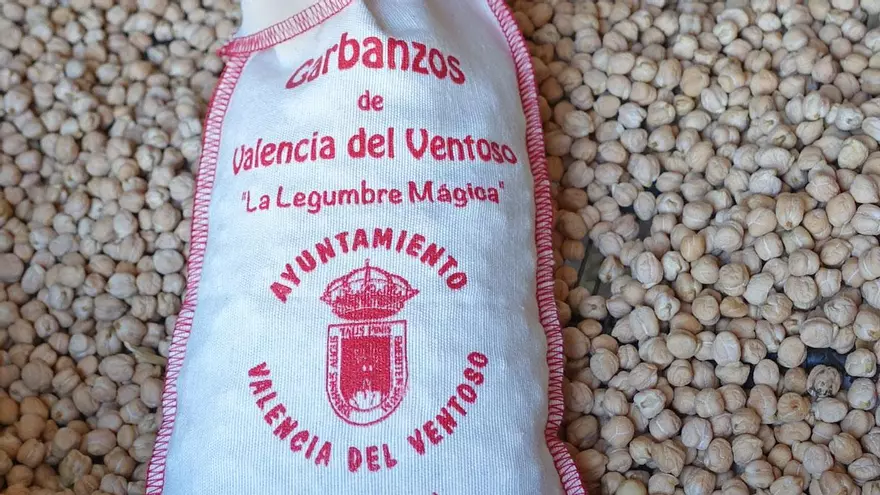 Garbanzos
de
Valencia del Ventoso
"La Legumbre Mágica"
AYUNTAMIENTO
VALENCIA DEL VENTOSO